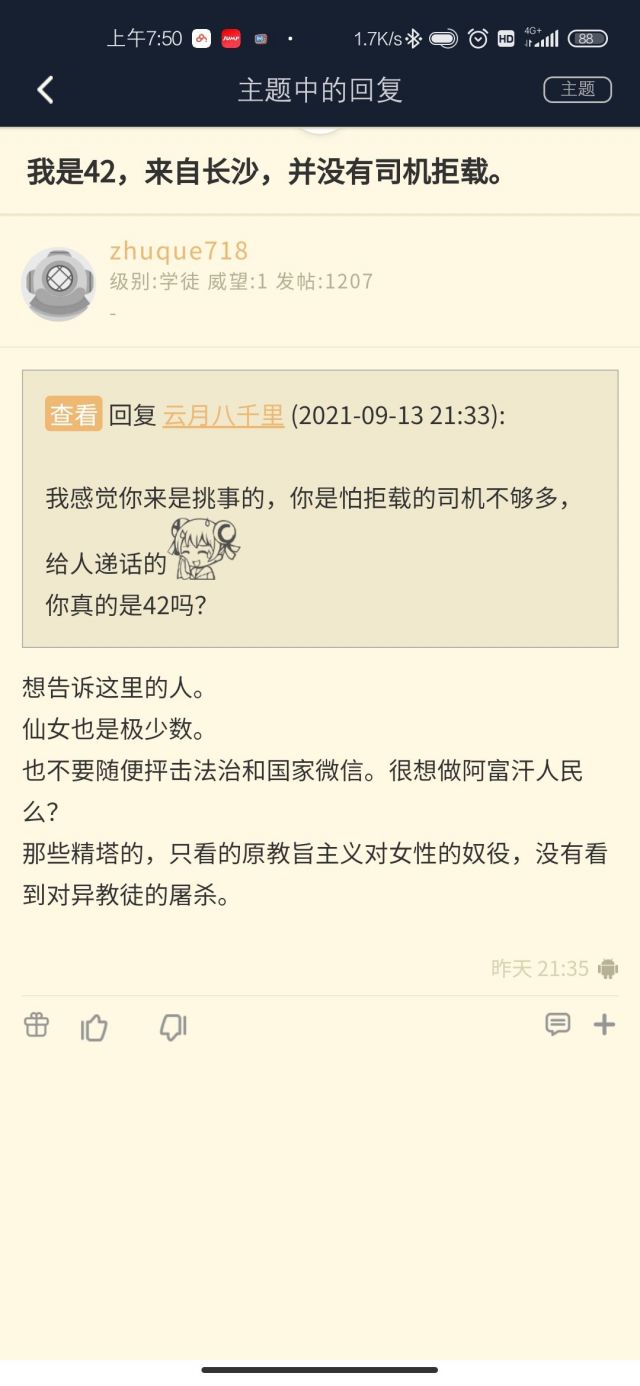 上午7:50
1.7K/s
HD
4G+
88
主题中的回复
主题
我是42，来自长沙，并没有司机拒载。
zhuque718
级别:学徒 威望:1 发帖:1207
-
查看 回复 云月八千里 (2021-09-13 21:33):
我感觉你来是挑事的，你是怕拒载的司机不够多，
给人递话的
你真的是42吗？
想告诉这里的人。
仙女也是极少数。
也不要随便抨击法治和国家微信。很想做阿富汗人民
么？
那些精塔的，只看的原教旨主义对女性的奴役，没有看
到对异教徒的屠杀。
昨天 21:35